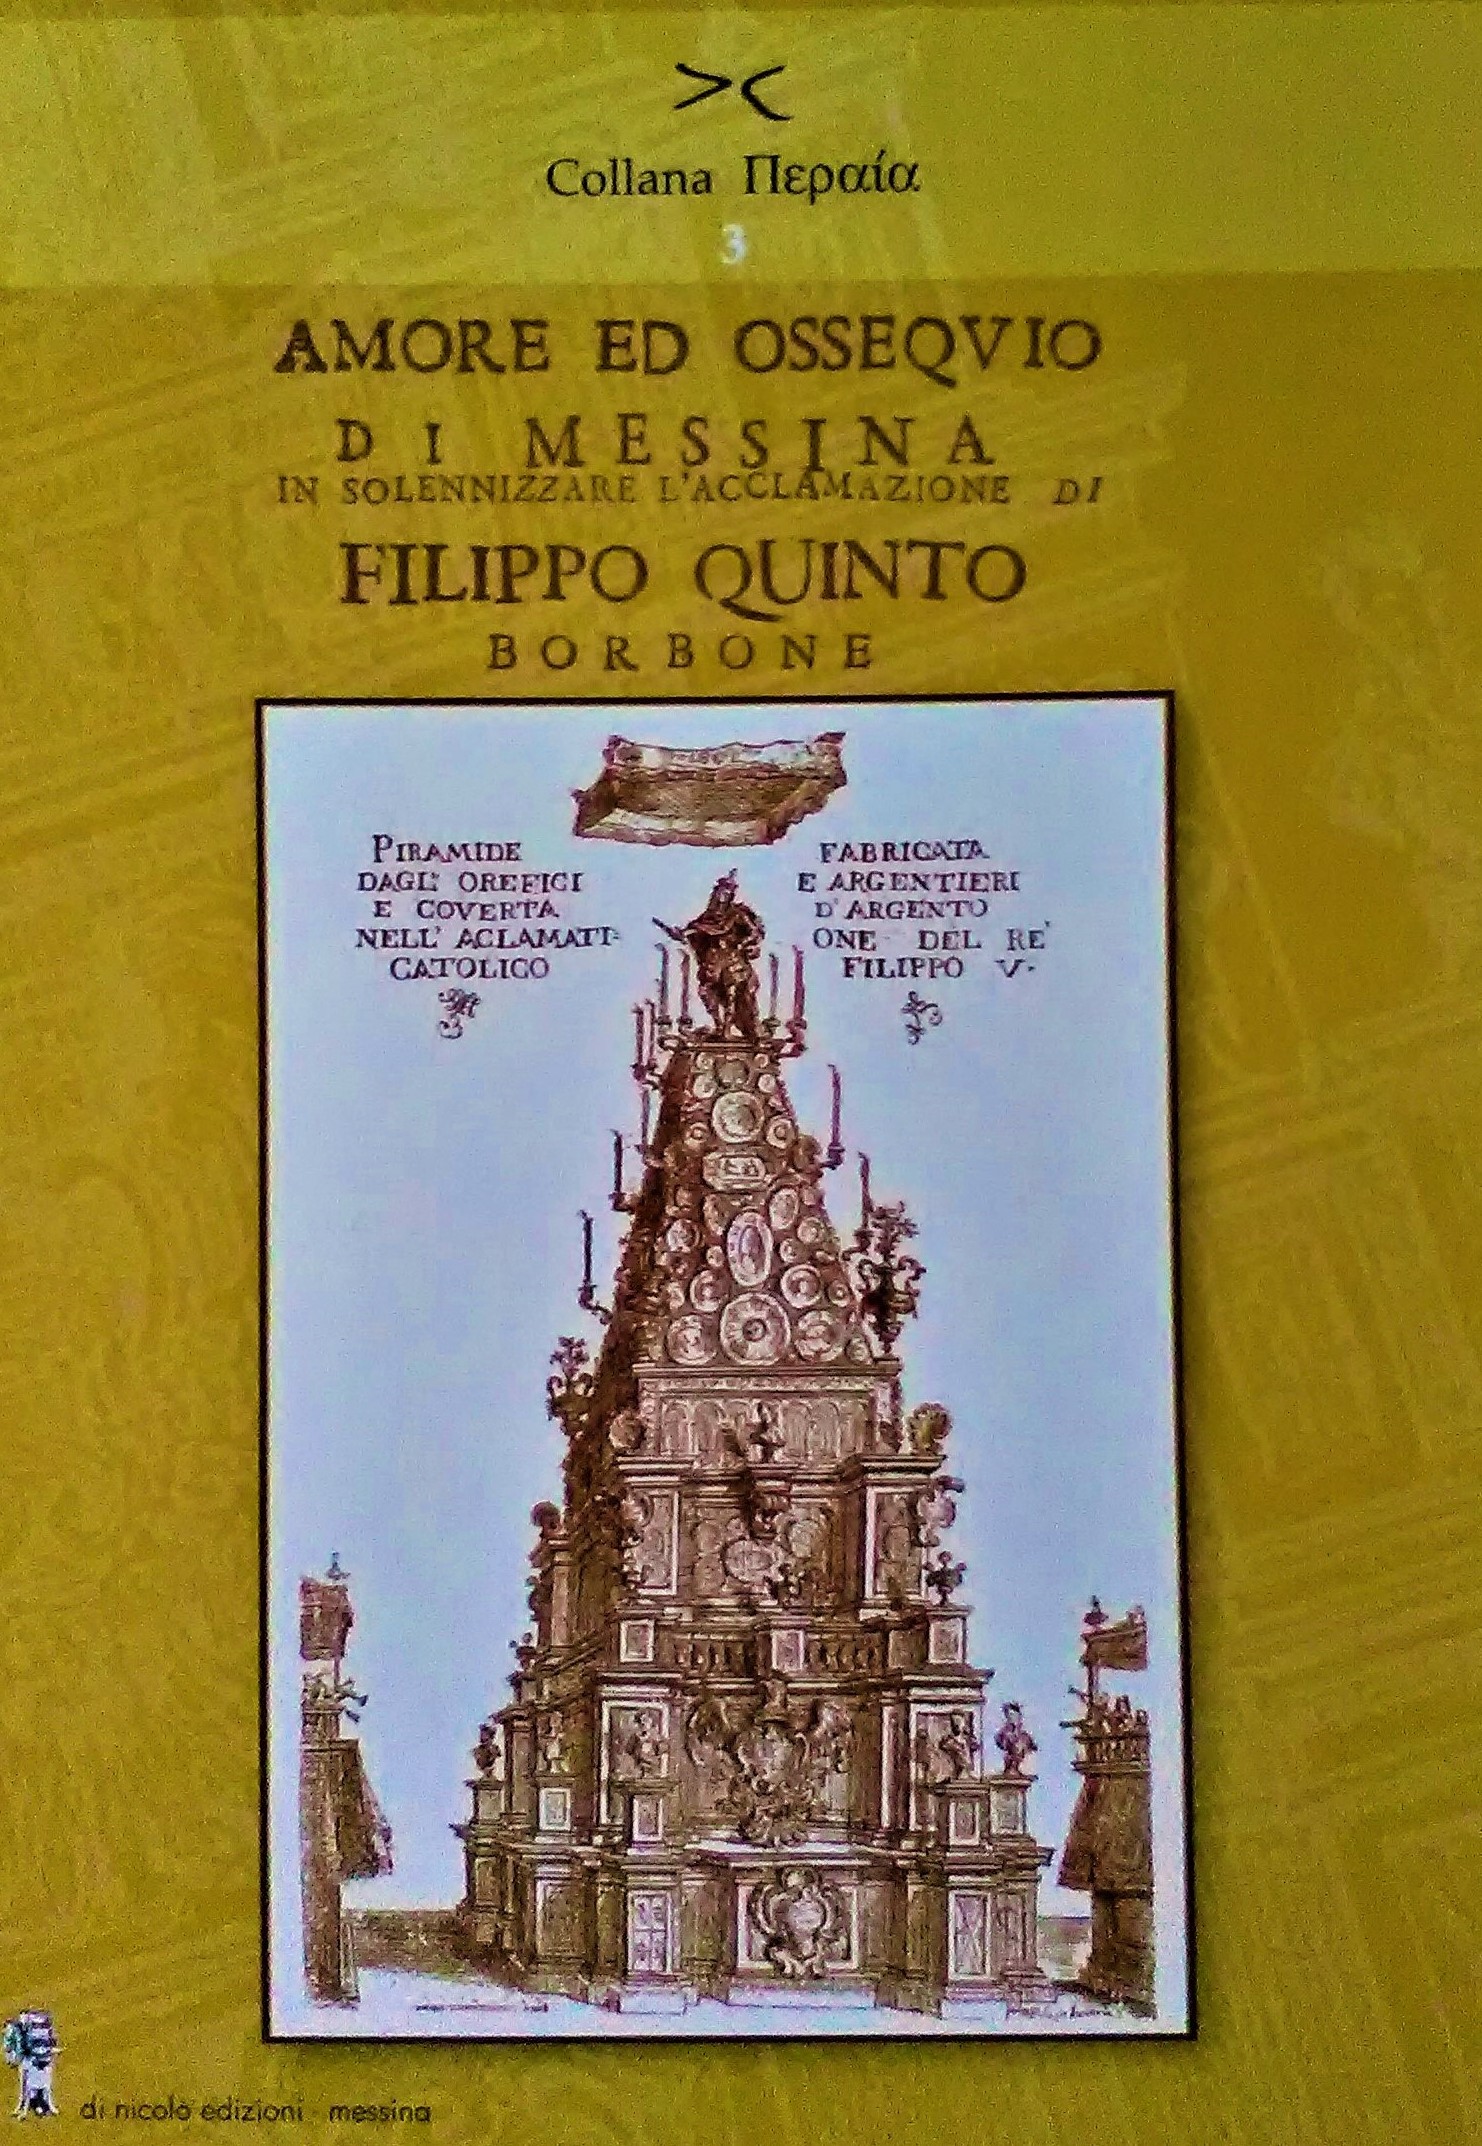 Collana Περαία
3
AMORE ED OSSEQVIO
DI MESSINA
IN SOLENNIZZARE L'ACCLAMAZIONE DI
FILIPPO QUINTO
BORBONE
PIRAMIDE FABRICATA
DAGL' OREFICI E ARGENTIERI
E COVERTA D'ARGENTO
NELL' ACLAMATI- ONE DEL RE'
CATOLICO FILIPPO V.
di nicolò edizioni - messina